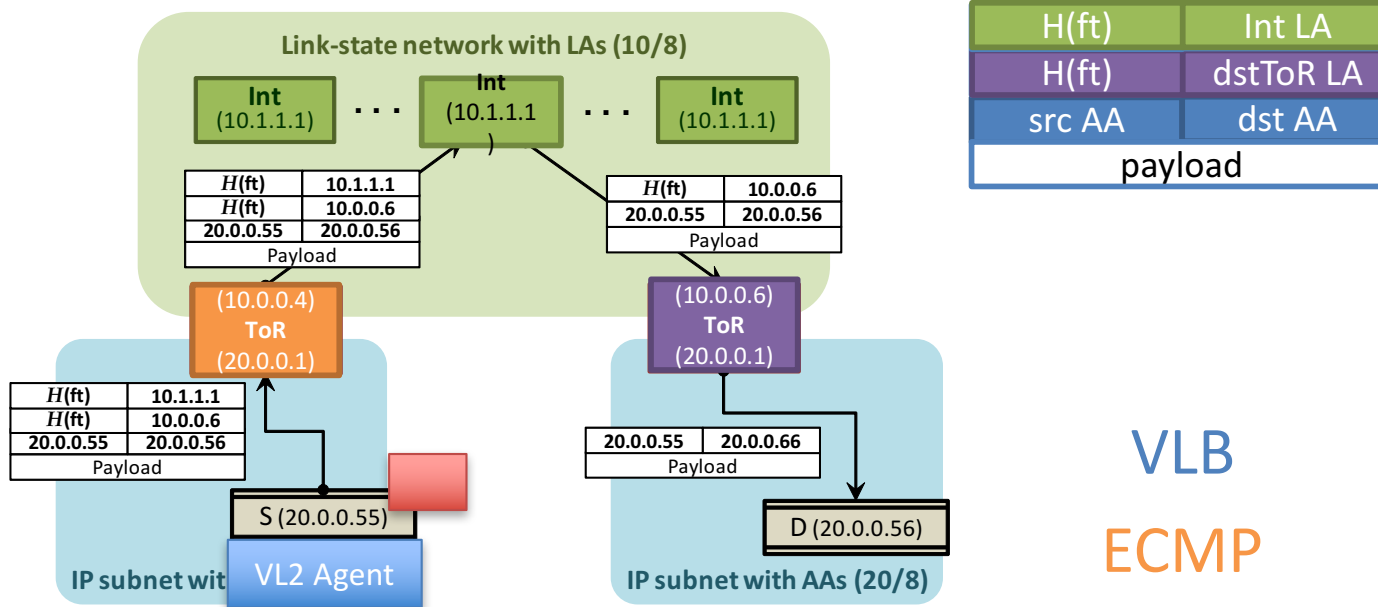 Link-state network with LAs (10/8)
Int
(10.1.1.1)
. . .
Int
(10.1.1.1
)
. . .
Int
(10.1.1.1)
H(ft) 10.1.1.1
H(ft) 10.0.0.6
20.0.0.55 20.0.0.56
Payload
H(ft) 10.0.0.6
20.0.0.55 20.0.0.56
Payload
(10.0.0.4)
ToR
(20.0.0.1)
(10.0.0.6)
ToR
(20.0.0.1)
H(ft) 10.1.1.1
H(ft) 10.0.0.6
20.0.0.55 20.0.0.56
Payload
20.0.0.55 20.0.0.66
Payload
S (20.0.0.55)
D (20.0.0.56)
IP subnet wit
VL2 Agent
IP subnet with AAs (20/8)
H(ft) Int LA
H(ft) dstToR LA
src AA dst AA
payload
VLB
ECMP